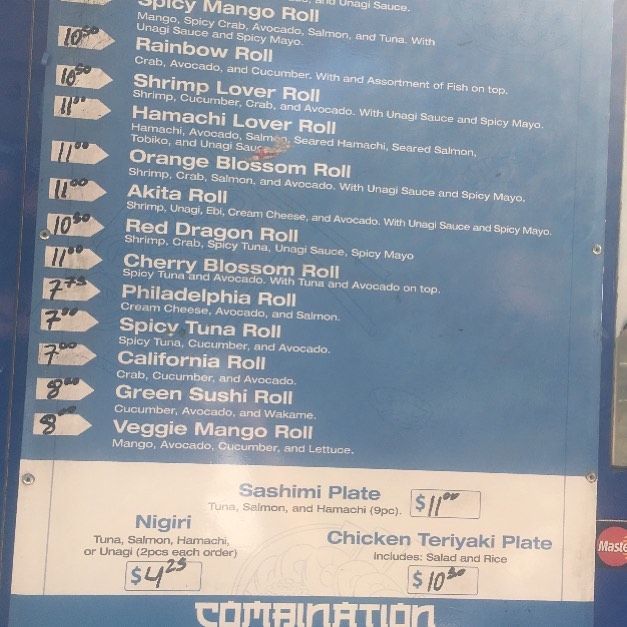 and Unagi Sauce.
Spicy Mango Roll
Mango, Spicy Crab, Avocado, Salmon, and Tuna. With
Unagi Sauce and Spicy Mayo.
10.50 Rainbow Roll
Crab, Avocado, and Cucumber. With and Assortment of Fish on top.
10.50 Shrimp Lover Roll
Shrimp, Cucumber, Crab, and Avocado. With Unagi Sauce and Spicy Mayo.
11.00 Hamachi Lover Roll
Hamachi, Avocado, Salmon, Seared Hamachi, Seared Salmon,
Tobiko, and Unagi Sauce
11.00 Orange Blossom Roll
Shrimp, Crab, Salmon, and Avocado. With Unagi Sauce and Spicy Mayo.
11.00 Akita Roll
Shrimp, Unagi, Ebi, Cream Cheese, and Avocado. With Unagi Sauce and Spicy Mayo.
10.50 Red Dragon Roll
Shrimp, Crab, Spicy Tuna, Unagi Sauce, Spicy Mayo
11.00 Cherry Blossom Roll
Spicy Tuna and Avocado. With Tuna and Avocado on top.
7.75 Philadelphia Roll
Cream Cheese, Avocado, and Salmon.
7.00 Spicy Tuna Roll
Spicy Tuna, Cucumber, and Avocado.
7.00 California Roll
Crab, Cucumber, and Avocado.
8.00 Green Sushi Roll
Cucumber, Avocado, and Wakame.
8.00 Veggie Mango Roll
Mango, Avocado, Cucumber, and Lettuce.
Sashimi Plate
Tuna, Salmon, and Hamachi (9pc). $11.00
Nigiri
Tuna, Salmon, Hamachi,
or Unagi (2pcs each order)
$4.25
Chicken Teriyaki Plate
Includes: Salad and Rice
$10.50
Maste
COMBINATION